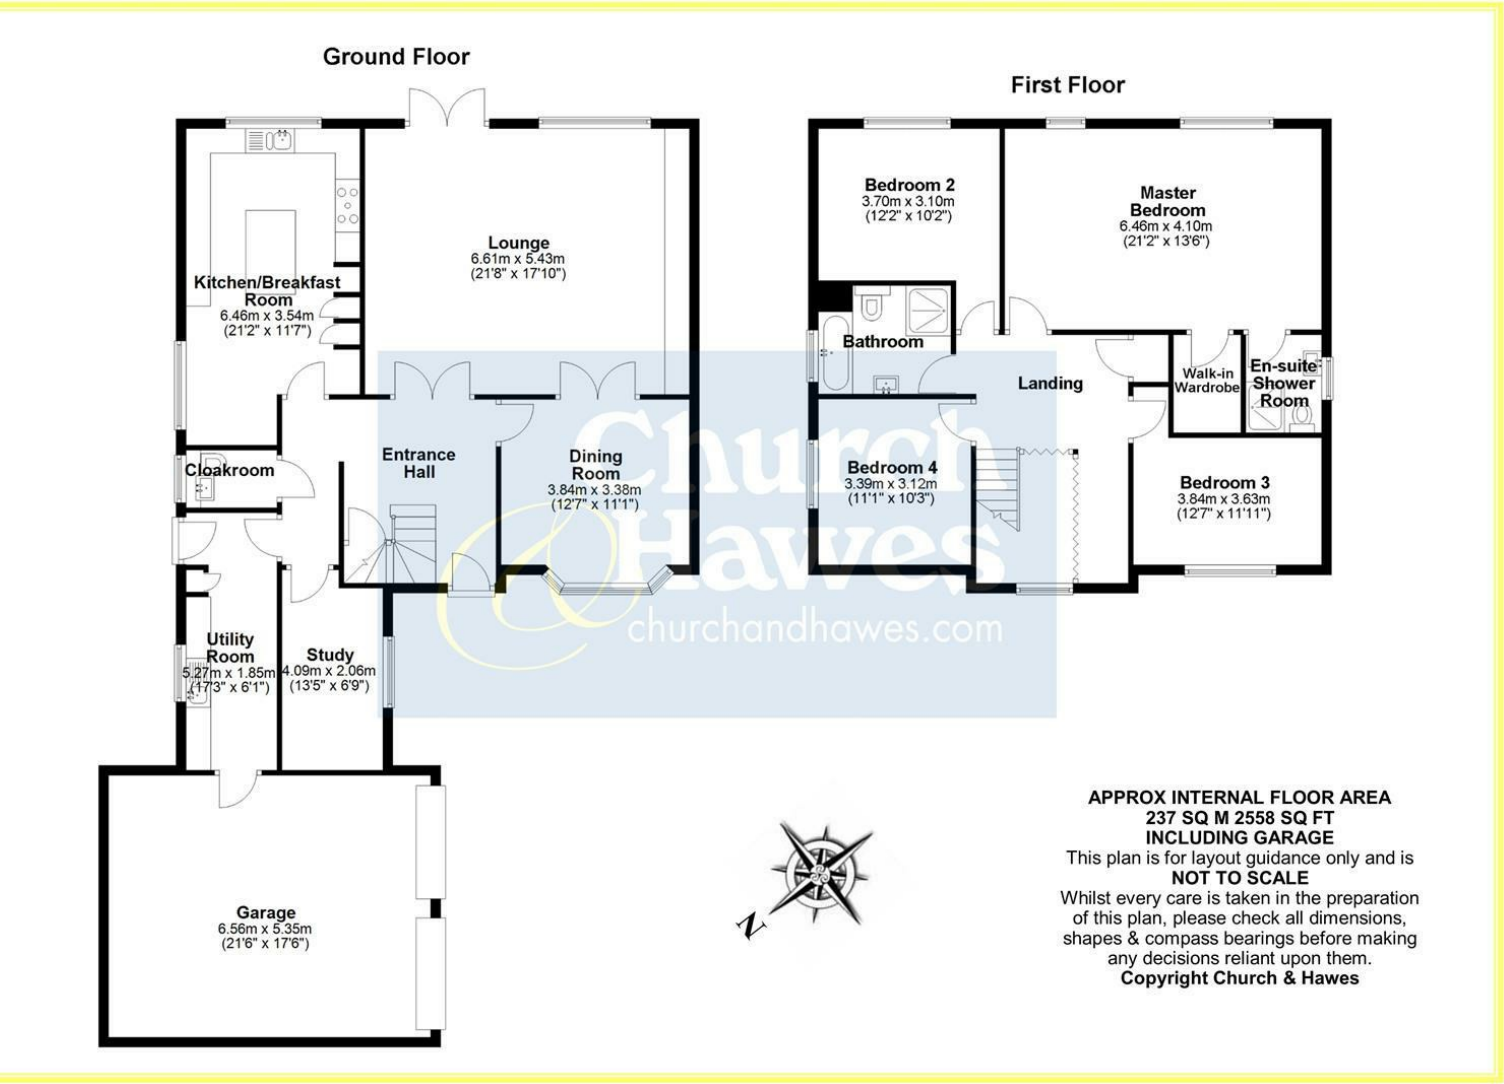 Ground Floor
First Floor
Kitchen/Breakfast
Room
6.46m x 3.54m
(21'2" x 11'7")
Lounge
6.61m x 5.43m
(21'8" x 17'10")
Cloakroom
Entrance
Hall
Dining
Room
3.84m x 3.38m
(12'7" x 11'1")
Utility
Room
5.27m x 1.85m
(17'3" x 6'1")
Study
4.09m x 2.06m
(13'5" x 6'9")
Garage
6.56m x 5.35m
(21'6" x 17'6")
Bedroom 2
3.70m x 3.10m
(12'2" x 10'2")
Master
Bedroom
6.46m x 4.10m
(21'2" x 13'6")
Bathroom
Landing
Walk-in
Wardrobe
En-suite
Shower
Room
Bedroom 4
3.39m x 3.12m
(11'1" x 10'3")
Bedroom 3
3.84m x 3.63m
(12'7" x 11'11")
Church
& Hawes
churchandhawes.com
N
APPROX INTERNAL FLOOR AREA
237 SQ M 2558 SQ FT
INCLUDING GARAGE
This plan is for layout guidance only and is
NOT TO SCALE
Whilst every care is taken in the preparation
of this plan, please check all dimensions,
shapes & compass bearings before making
any decisions reliant upon them.
Copyright Church & Hawes